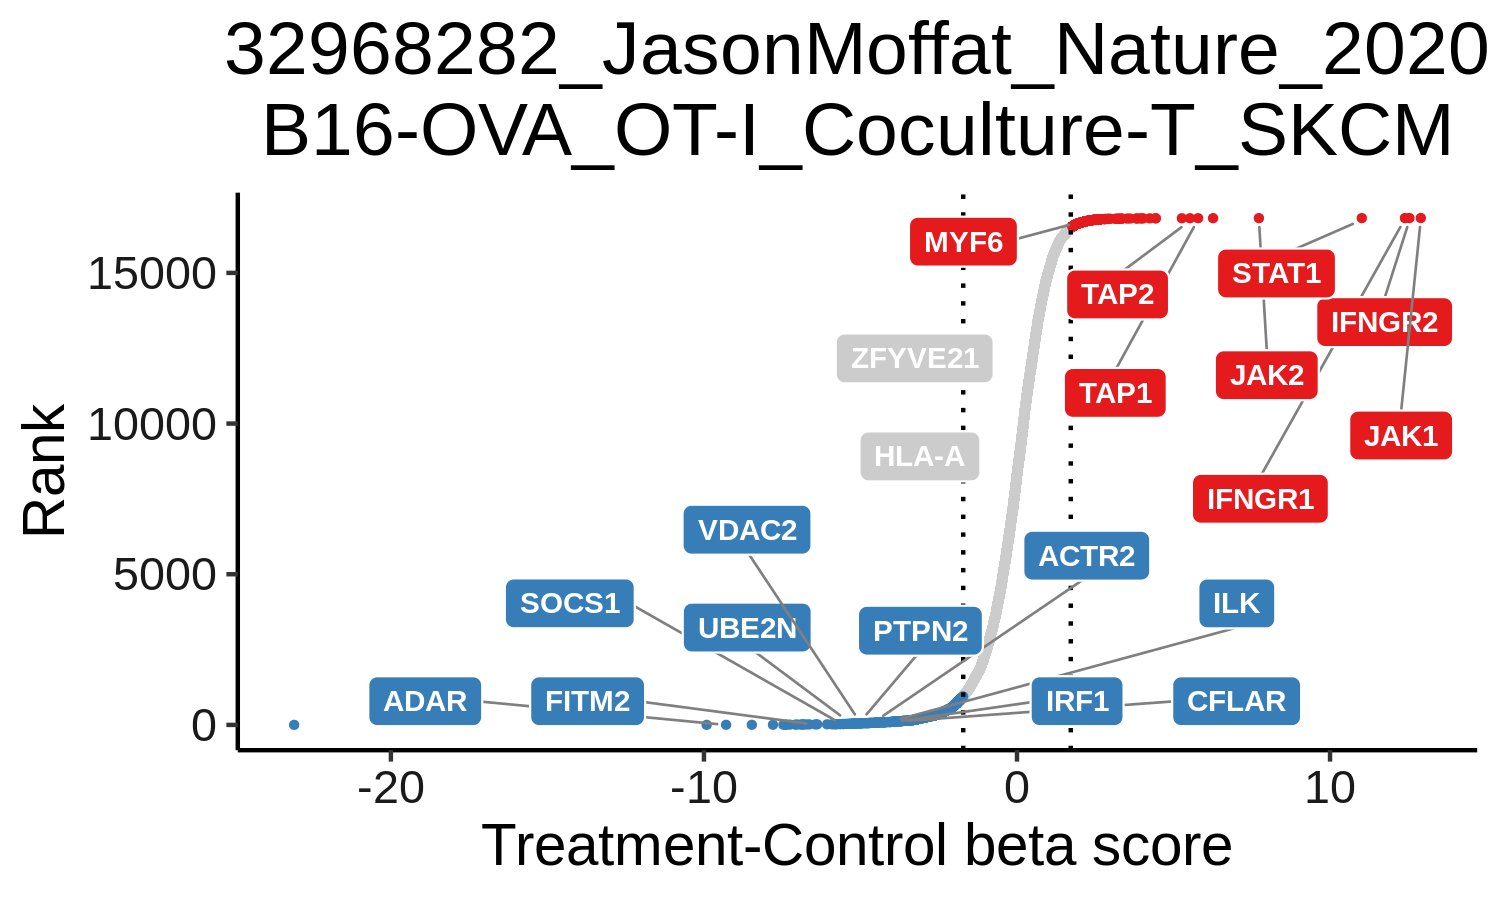 32968282_JasonMoffat_Nature_2020
B16-OVA_OT-I_Coculture-T_SKCM
Rank
15000
10000
5000
0
MYF6
STAT1
TAP2
IFNGR2
ZFYVE21
JAK2
TAP1
JAK1
HLA-A
IFNGR1
VDAC2
ACTR2
SOCS1
ILK
UBE2N
PTPN2
ADAR
FITM2
IRF1
CFLAR
-20
-10
0
10
Treatment-Control beta score